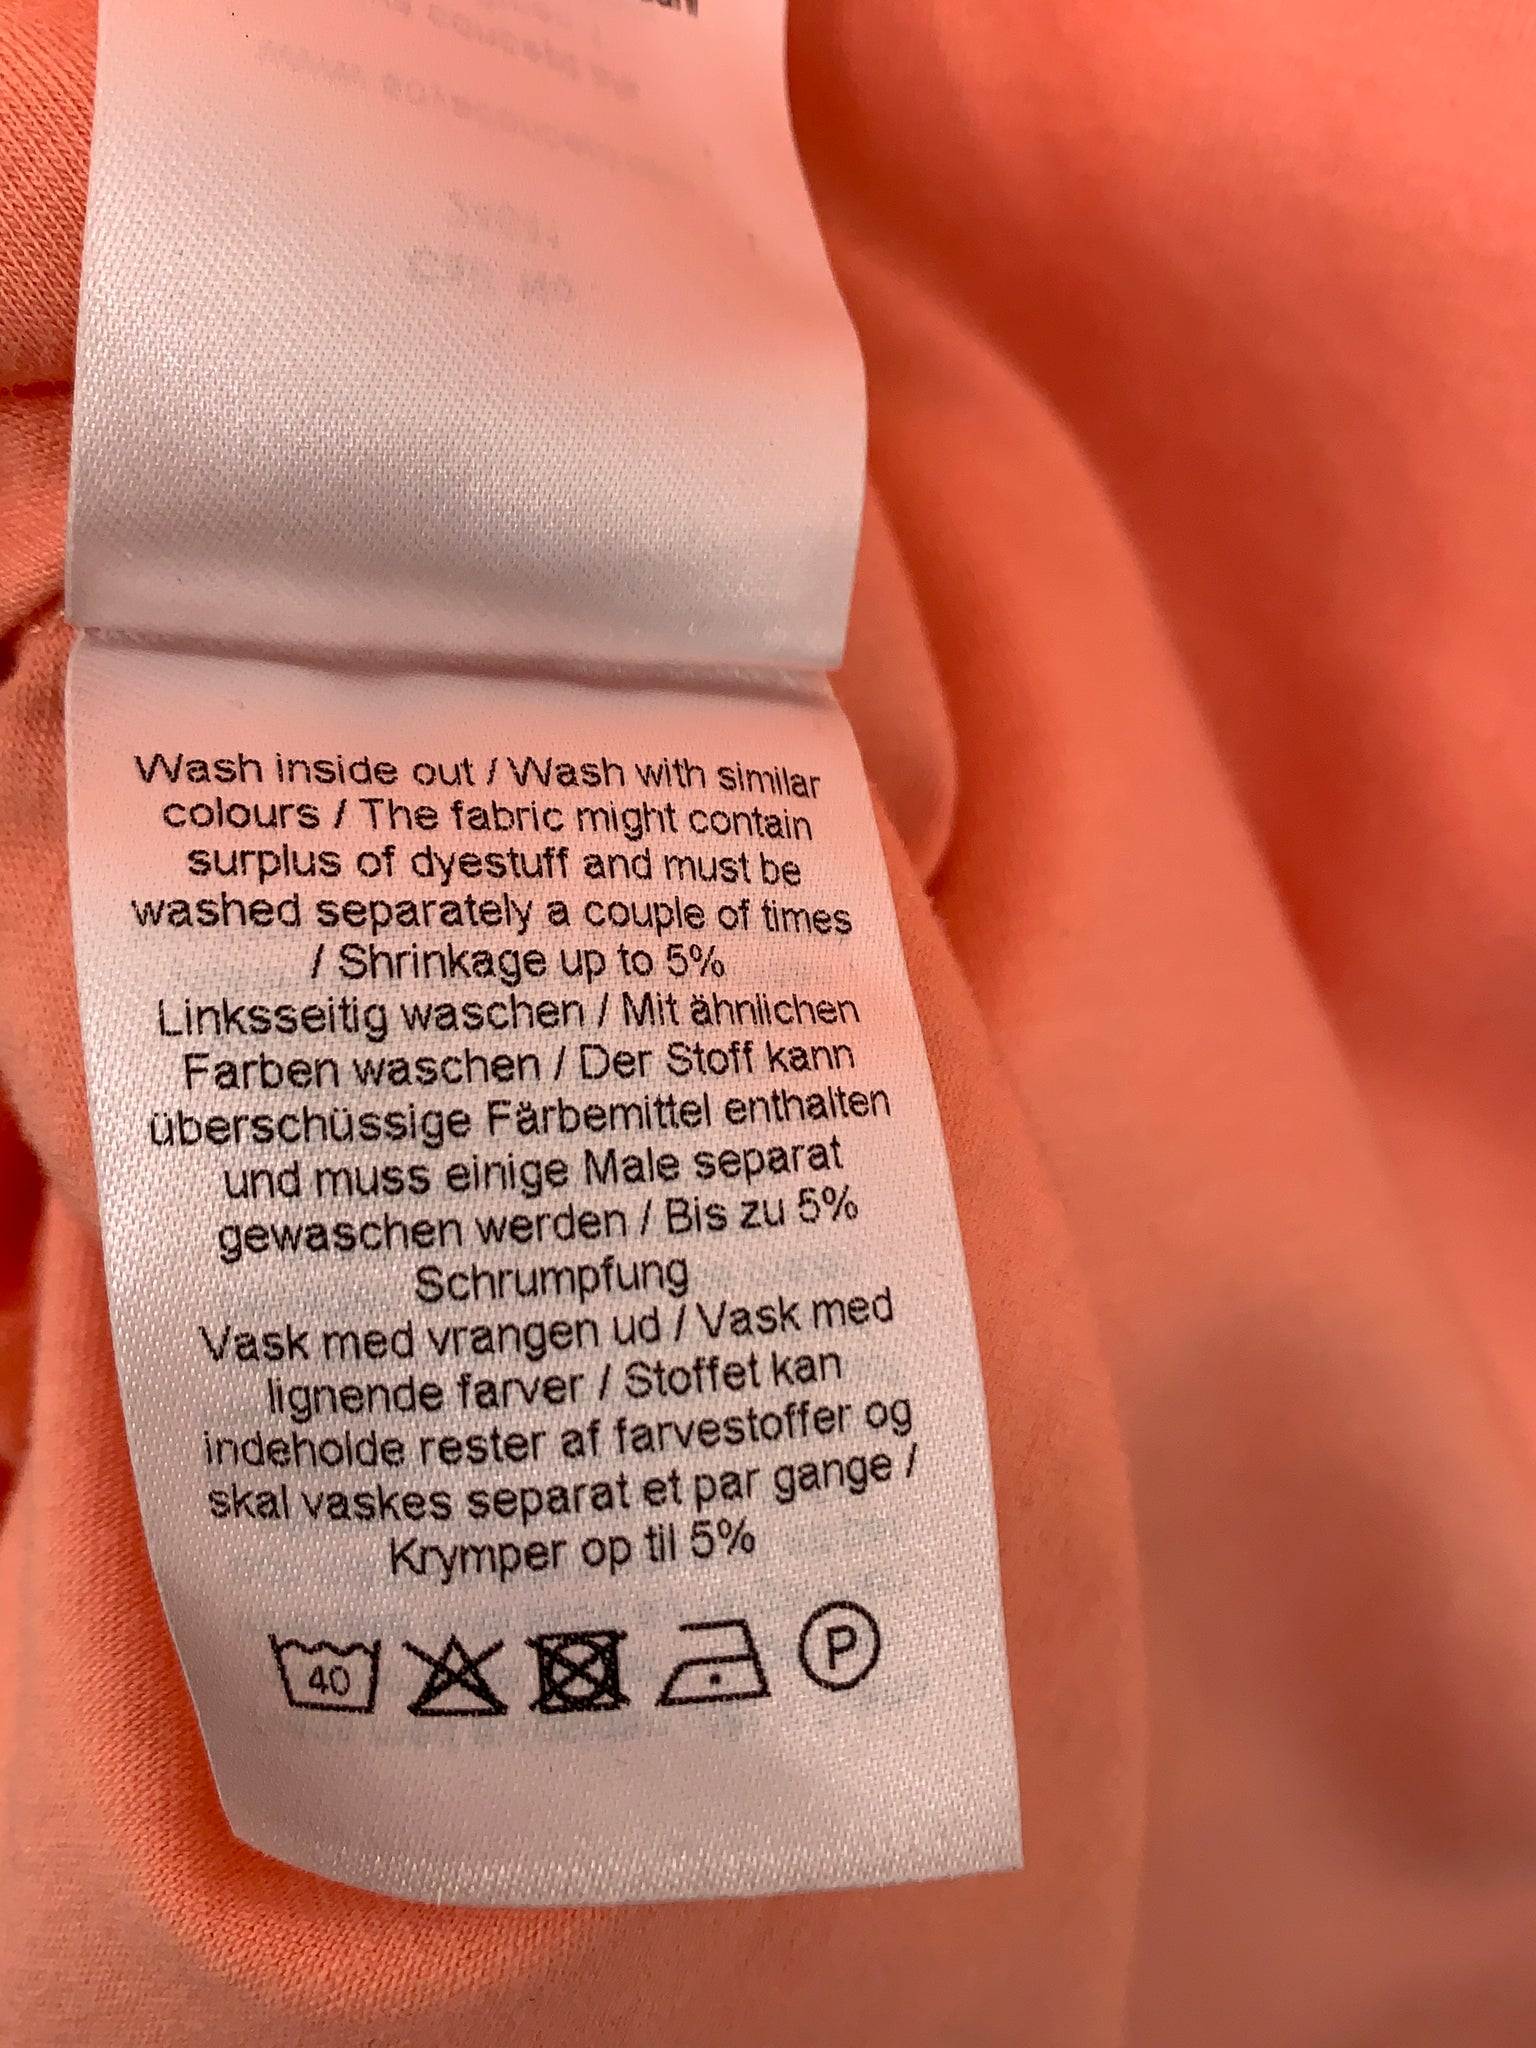 Wash inside out / Wash with similar
colours / The fabric might contain
surplus of dyestuff and must be
washed separately a couple of times
/ Shrinkage up to 5%
Linksseitig waschen / Mit ähnlichen
Farben waschen / Der Stoff kann
überschüssige Färbemittel enthalten
und muss einige Male separat
gewaschen werden / Bis zu 5%
Schrumpfung
Vask med vrangen ud / Vask med
lignende farver / Stoffet kan
indeholde rester af farvestoffer og
skal vaskes separat et par gange /
Krymper op til 5%
40
P